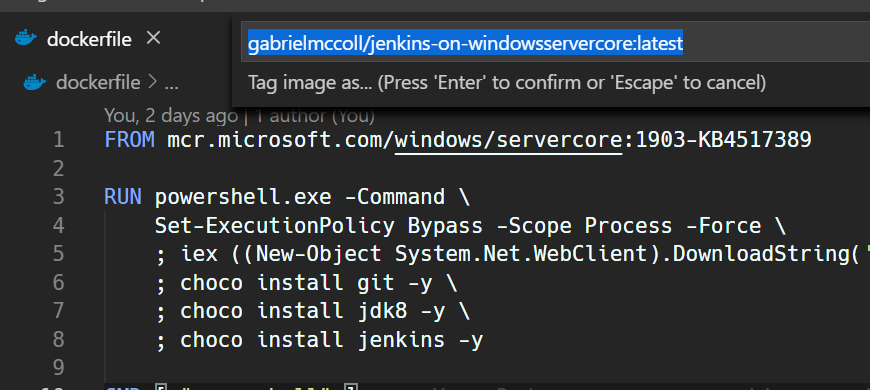 dockerfile
gabrielmccoll/jenkins-on-windowsservercore:latest
Tag image as... (Press 'Enter' to confirm or 'Escape' to cancel)
dockerfile > ...
You, 2 days ago | 1 author (You)
1 FROM mcr.microsoft.com/windows/servercore:1903-KB4517389
2
3 RUN powershell.exe -Command \
4 Set-ExecutionPolicy Bypass -Scope Process -Force \
5 ; iex ((New-Object System.Net.WebClient).DownloadString('
6 ; choco install git -y \
7 ; choco install jdk8 -y \
8 ; choco install jenkins -y
9